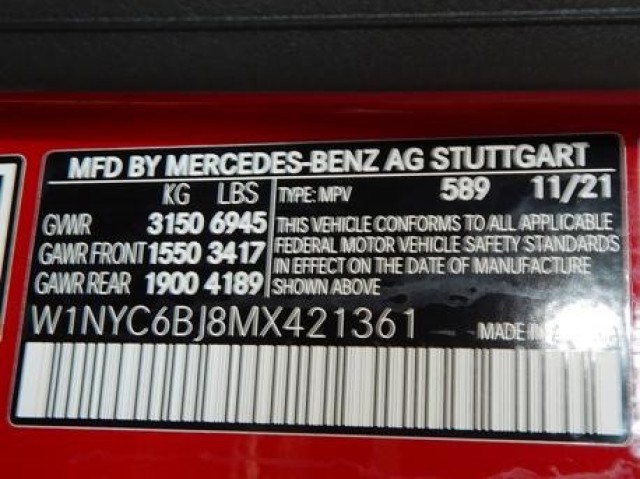 MFD BY MERCEDES-BENZ AG STUTTGART
KG LBS TYPE: MPV 589 11/21
GVWR 3150 6945 THIS VEHICLE CONFORMS TO ALL APPLICABLE
GAWR FRONT 1550 3417 FEDERAL MOTOR VEHICLE SAFETY STANDARDS
GAWR REAR 1900 4189 IN EFFECT ON THE DATE OF MANUFACTURE
SHOWN ABOVE
W1NYC6BJ8MX421361 MADE IN